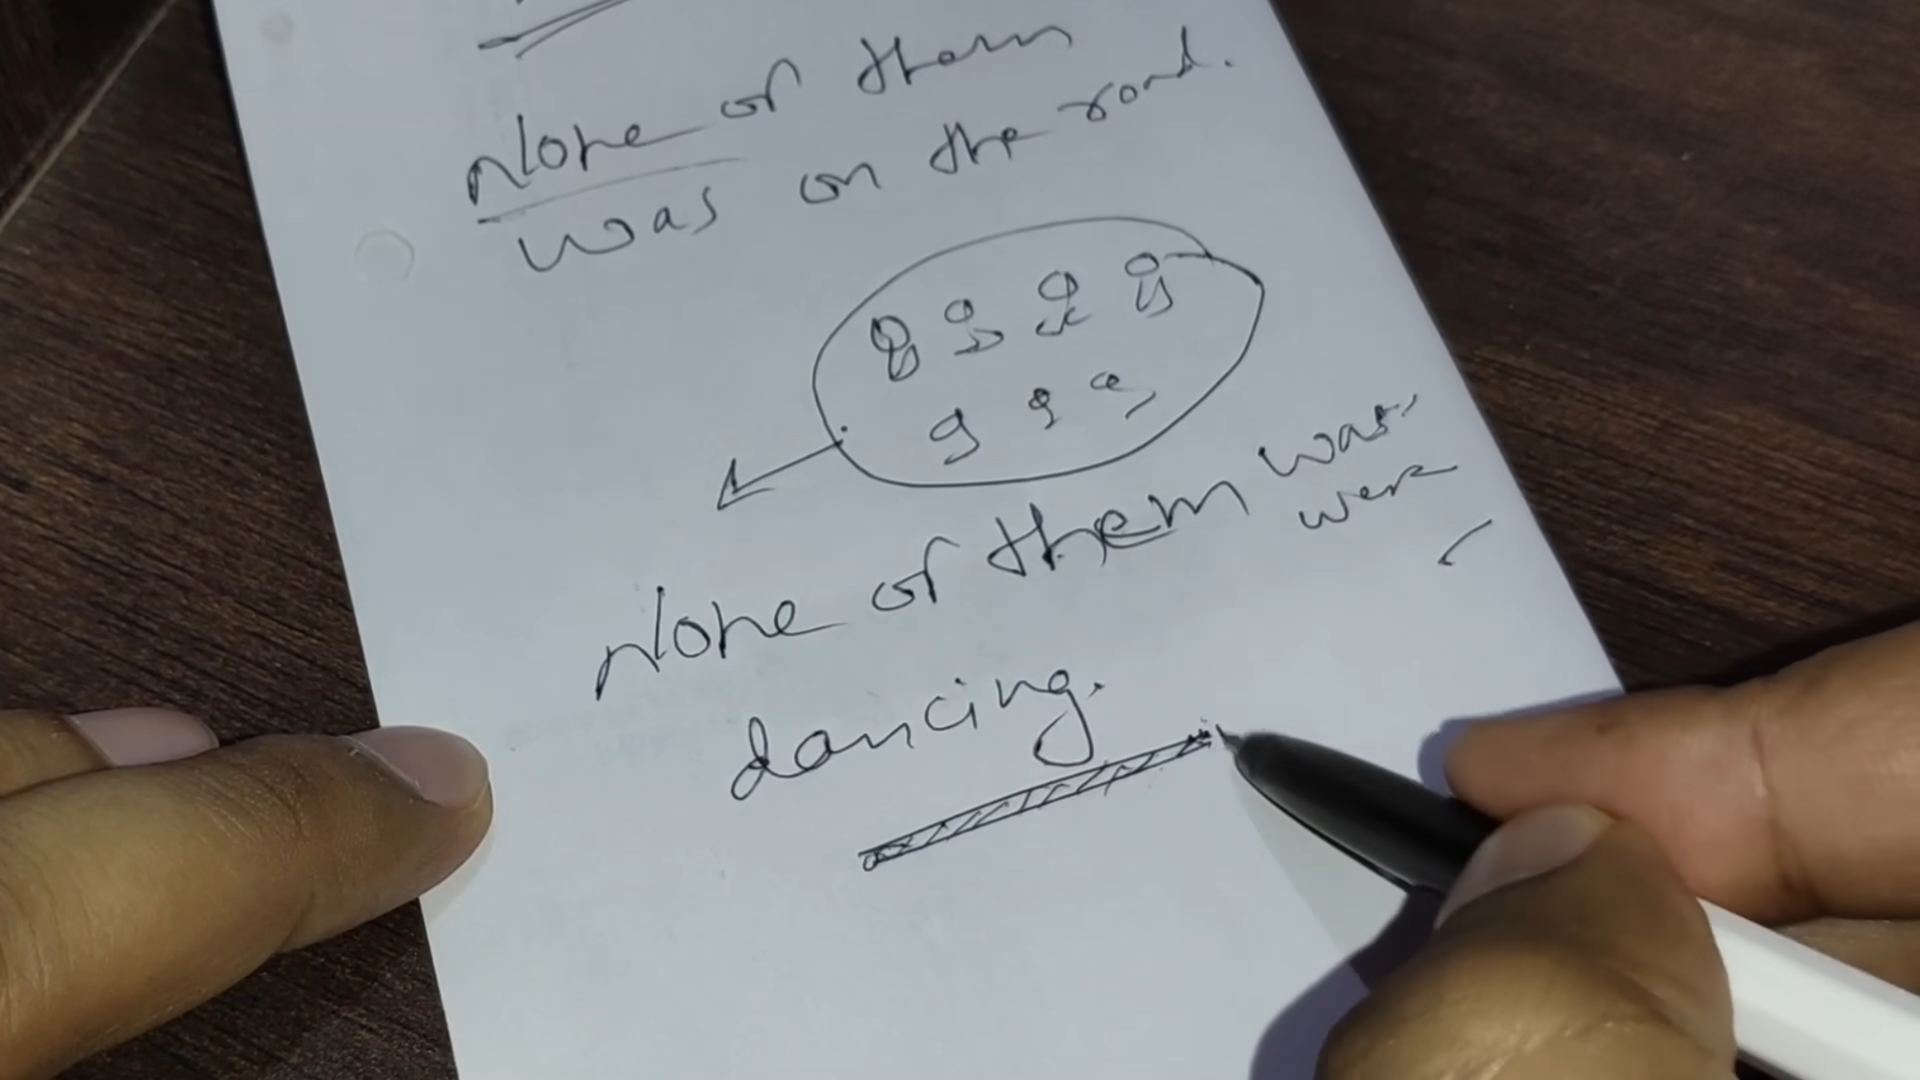 None of them
was on the road.
None of them was
were
dancing.